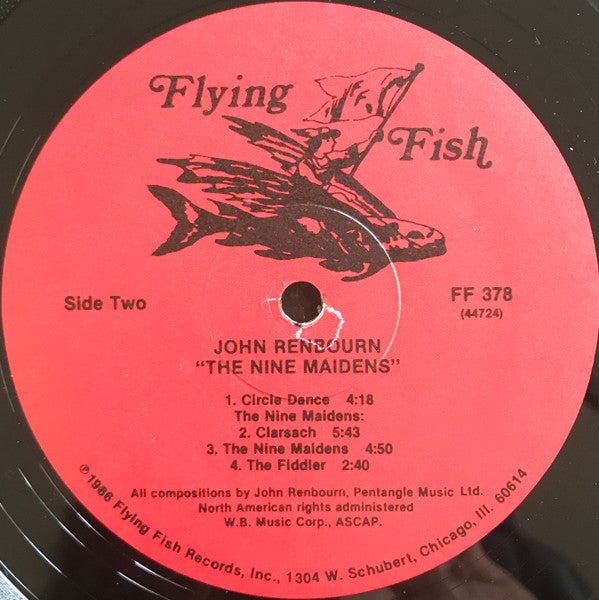 Flying
Fish
Side Two
FF 378
(44724)
JOHN RENBOURN
"THE NINE MAIDENS"
1. Circle Dance 4:18
The Nine Maidens:
2. Clarsach 5:43
3. The Nine Maidens 4:50
4. The Fiddler 2:40
All compositions by John Renbourn, Pentangle Music Ltd.
North American rights administered
W.B. Music Corp., ASCAP.
℗ 1986 Flying Fish Records, Inc., 1304 W. Schubert, Chicago, Ill. 60614